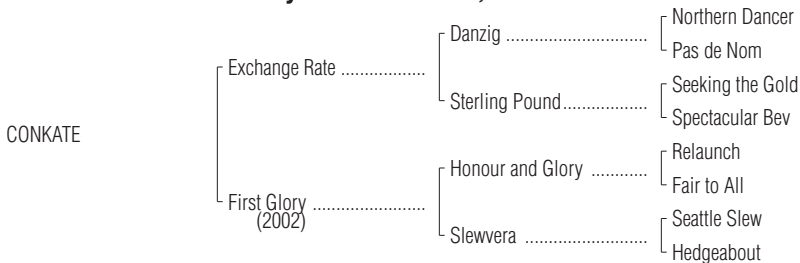 Northern Dancer
Danzig ................................
Pas de Nom
Exchange Rate ..................
Seeking the Gold
Sterling Pound...................
Spectacular Bev
CONKATE
Relaunch
Honour and Glory ............
Fair to All
First Glory ........................
(2002)
Seattle Slew
Slewvera ..........................
Hedgeabout